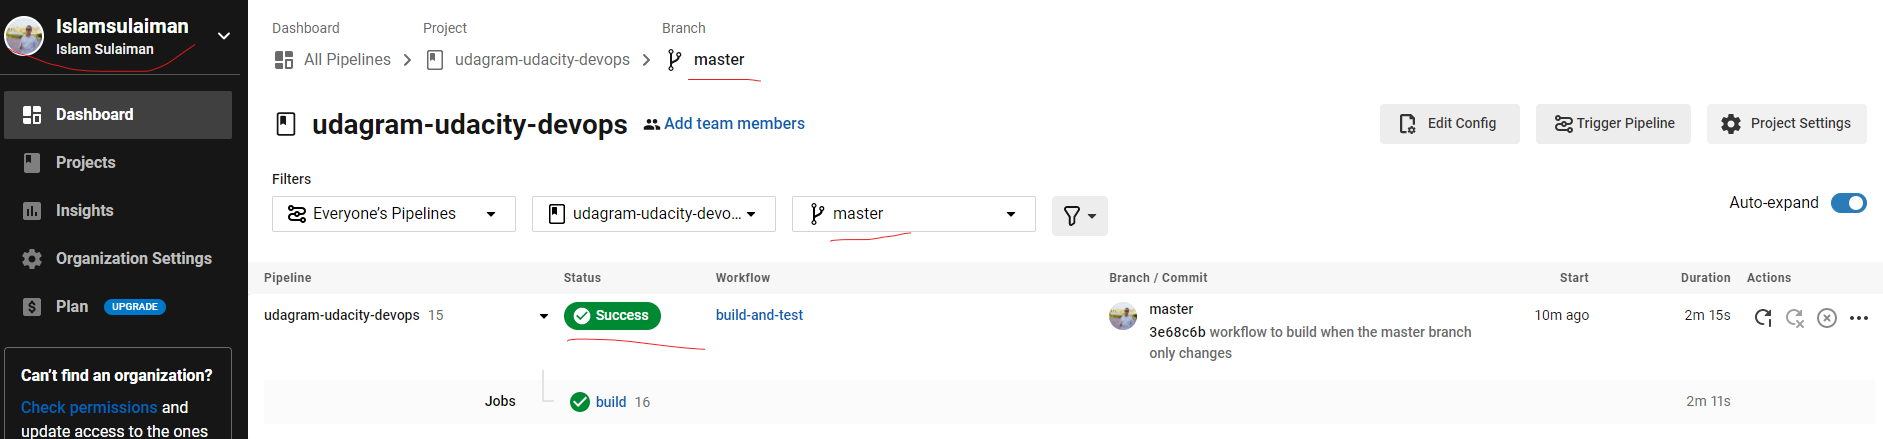 Islamsulaiman
Islam Sulaiman
Dashboard
Projects
Insights
Organization Settings
Plan UPGRADE
Can't find an organization?
Check permissions and
update access to the ones
Dashboard Project Branch
All Pipelines udagram-udacity-devops master
udagram-udacity-devops Add team members
Edit Config Trigger Pipeline Project Settings
Filters
Everyone's Pipelines udagram-udacity-devo... master
Auto-expand
Pipeline Status Workflow Branch / Commit Start Duration Actions
udagram-udacity-devops 15 Success build-and-test master 10m ago 2m 15s
3e68c6b workflow to build when the master branch
only changes
Jobs build 16 2m 11s